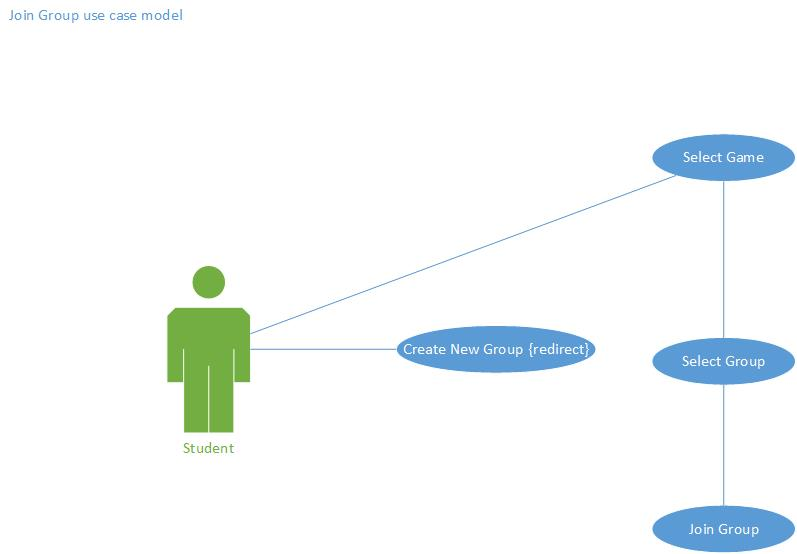 Join Group use case model
Select Game
Create New Group {redirect}
Select Group
Student
Join Group